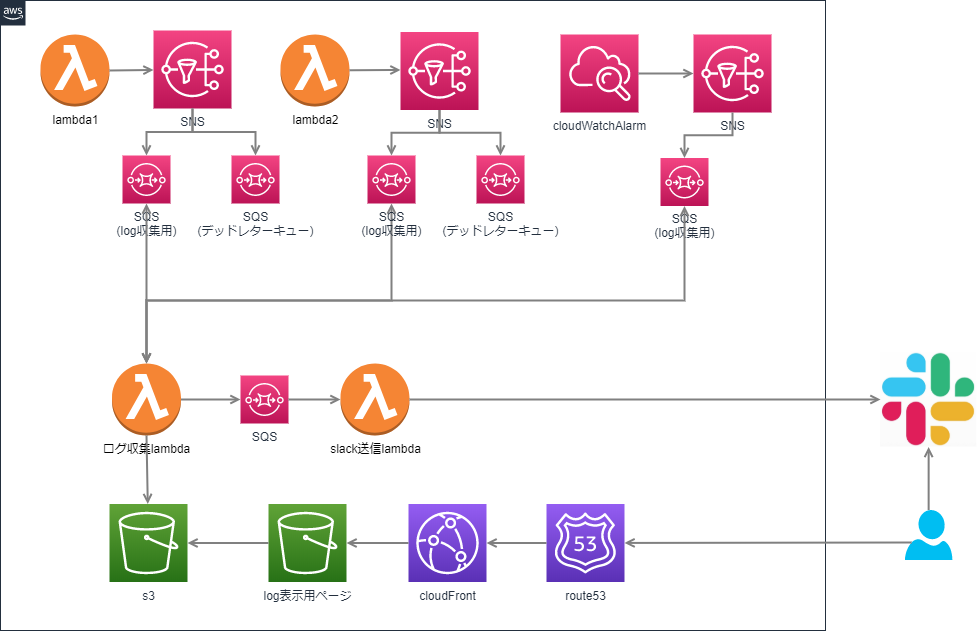 aws
lambda1
SNS
lambda2
SNS
cloudWatchAlarm
SNS
SQS
(log収集用)
SQS
(デッドレターキュー)
SQS
(log収集用)
SQS
(デッドレターキュー)
SQS
(log収集用)
ログ収集lambda
SQS
slack送信lambda
s3
log表示用ページ
cloudFront
53
route53